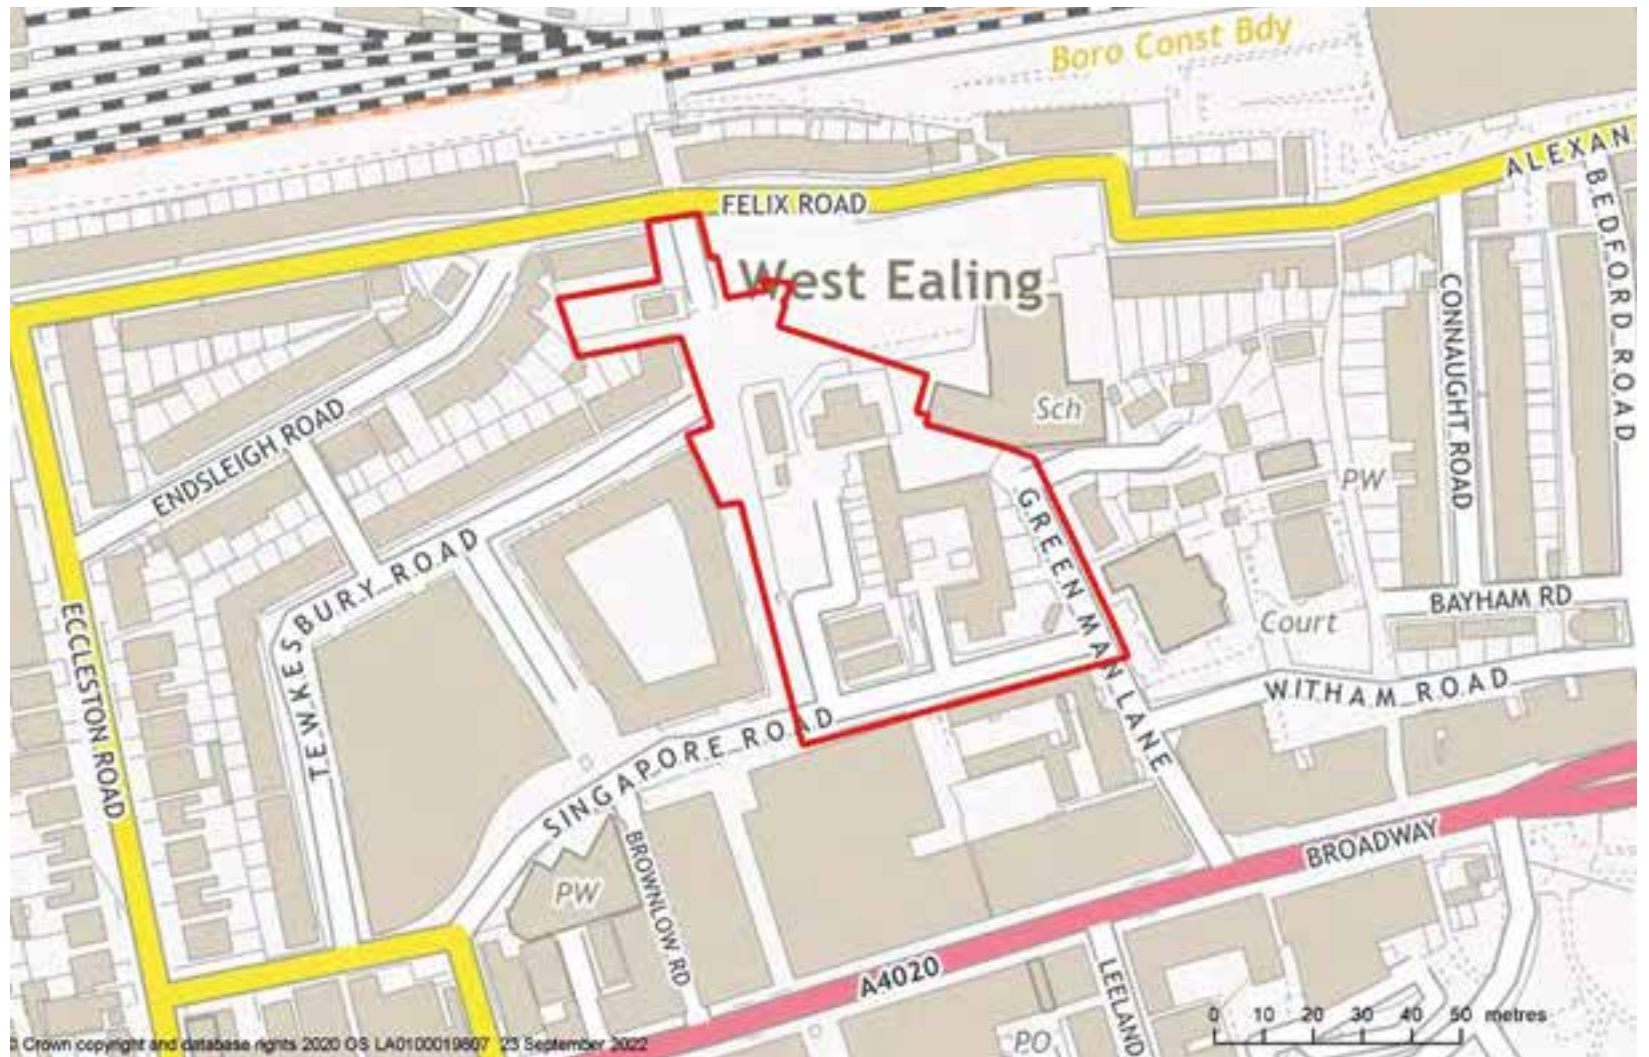 Boro Const Bdy
ALEXAN
FELIX ROAD
BEDFORD ROAD
West Ealing
CONNAUGHT ROAD
Sch
ENDSLEIGH ROAD
PW
GREEN MAN LANE
TEWKESBURY ROAD
BAYHAM RD
Court
ECCLESTON ROAD
WITHAM ROAD
SINGAPORE ROAD
BROADWAY
BROWNLOW RD
PW
A4020
LEELAND
PO
0 10 20 30 40 50 metres
Crown copyright and database rights 2020 OS LA0100019807 23 September 2022